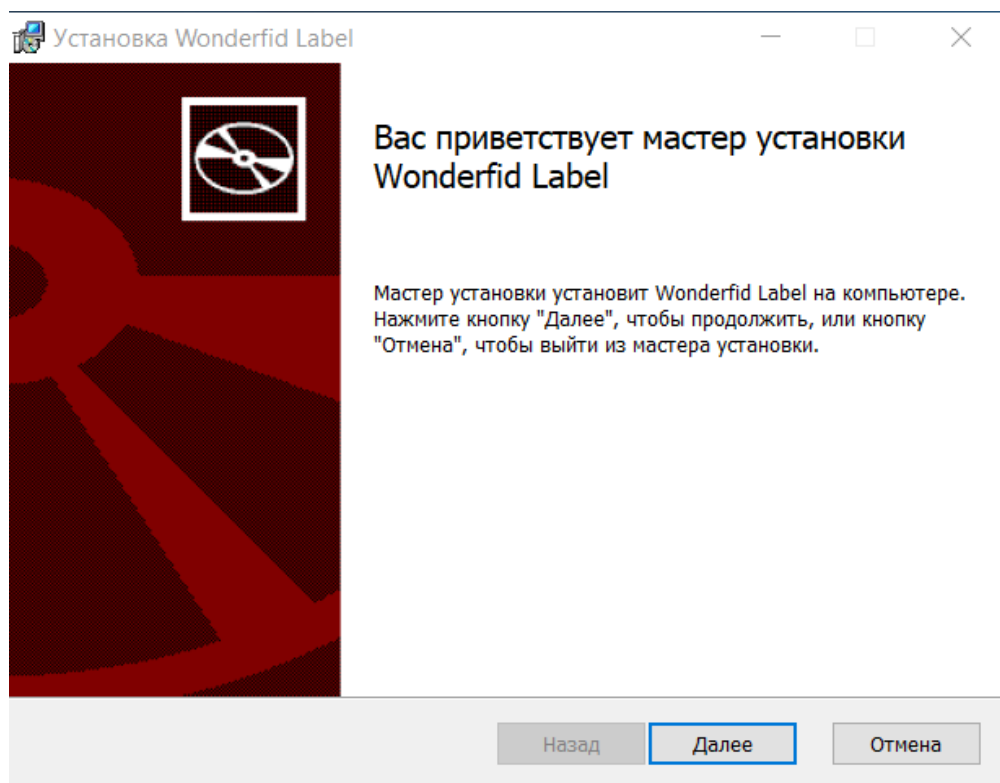 Установка Wonderfid Label
Вас приветствует мастер установки
Wonderfid Label
Мастер установки установит Wonderfid Label на компьютере.
Нажмите кнопку "Далее", чтобы продолжить, или кнопку
"Отмена", чтобы выйти из мастера установки.
Назад Далее Отмена